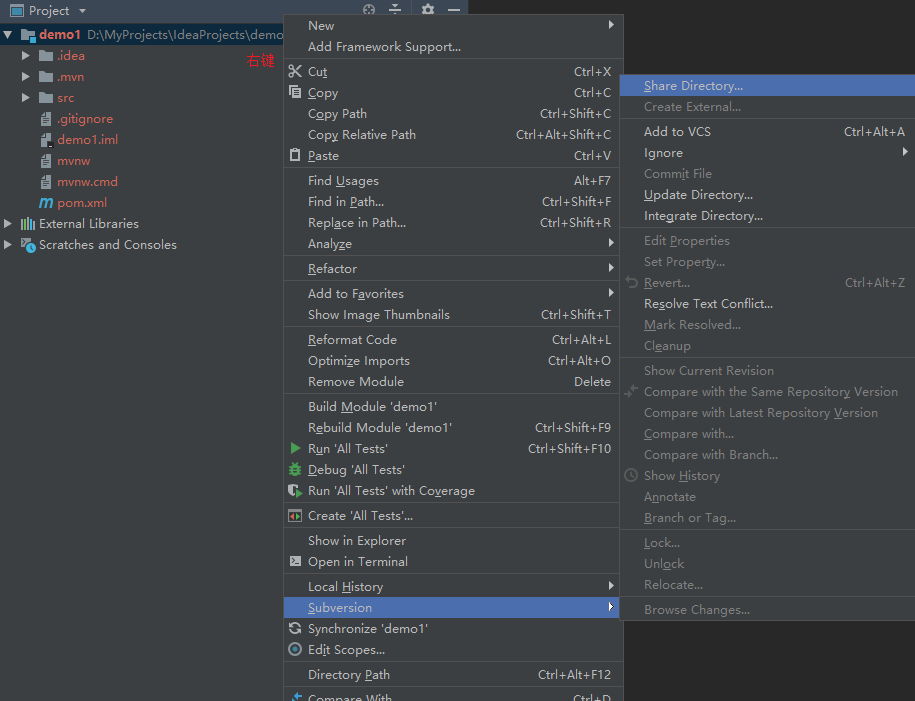 Project
demo1 D:\MyProjects\IdeaProjects\demo
.idea
.mvn
src
.gitignore
demo1.iml
mvnw
mvnw.cmd
pom.xml
External Libraries
Scratches and Consoles
右键
New
Add Framework Support...
Cut Ctrl+X
Copy Ctrl+C
Copy Path Ctrl+Shift+C
Copy Relative Path Ctrl+Alt+Shift+C
Paste Ctrl+V
Find Usages Alt+F7
Find in Path... Ctrl+Shift+F
Replace in Path... Ctrl+Shift+R
Analyze
Refactor
Add to Favorites
Show Image Thumbnails Ctrl+Shift+T
Reformat Code Ctrl+Alt+L
Optimize Imports Ctrl+Alt+O
Remove Module Delete
Build Module 'demo1'
Rebuild Module 'demo1' Ctrl+Shift+F9
Run 'All Tests' Ctrl+Shift+F10
Debug 'All Tests'
Run 'All Tests' with Coverage
Create 'All Tests'...
Show in Explorer
Open in Terminal
Local History
Subversion
Synchronize 'demo1'
Edit Scopes...
Directory Path Ctrl+Alt+F12
Compare With... Ctrl+D
Share Directory...
Create External...
Add to VCS Ctrl+Alt+A
Ignore
Commit File
Update Directory...
Integrate Directory...
Edit Properties
Set Property...
Revert... Ctrl+Alt+Z
Resolve Text Conflict...
Mark Resolved...
Cleanup
Show Current Revision
Compare with the Same Repository Version
Compare with Latest Repository Version
Compare with...
Compare with Branch...
Show History
Annotate
Branch or Tag...
Lock...
Unlock
Relocate...
Browse Changes...